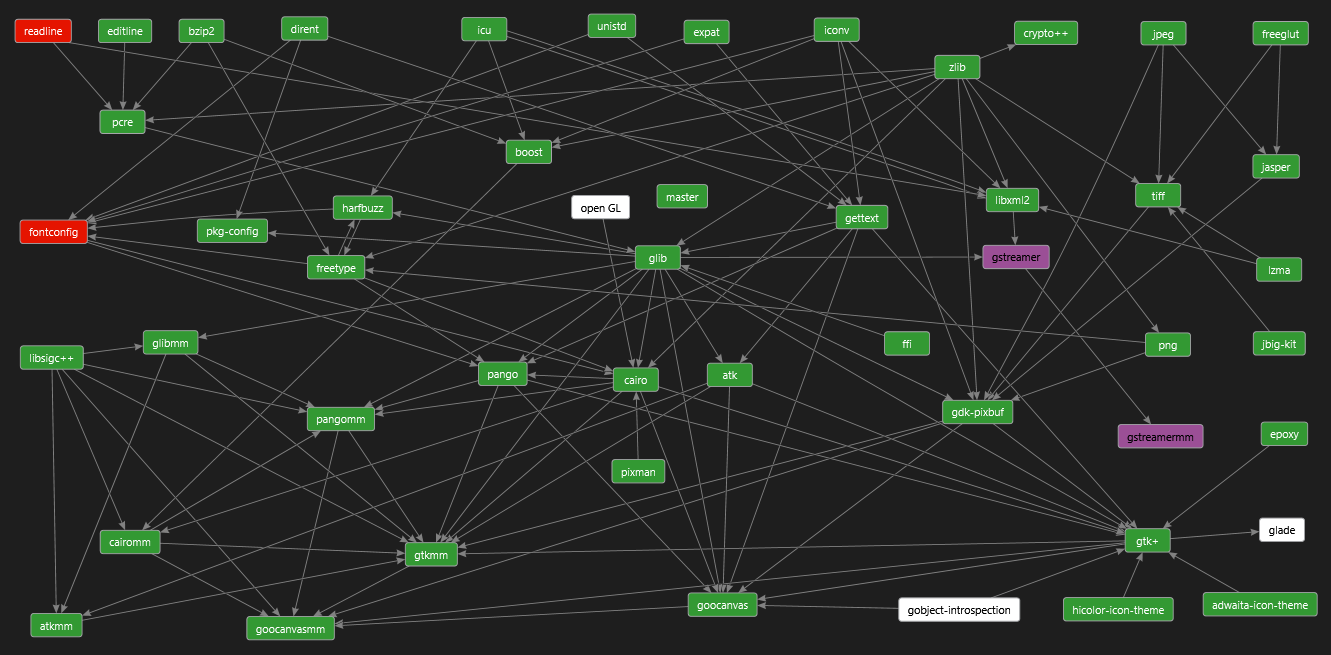 readline
editline
bzip2
dirent
icu
unistd
expat
iconv
crypto++
jpeg
freeglut
zlib
pcre
boost
jasper
tiff
master
libxml2
harfbuzz
open GL
gettext
pkg-config
fontconfig
glib
gstreamer
freetype
lzma
glibmm
ffi
png
jbig-kit
libsigc++
pango
cairo
atk
gdk-pixbuf
pangomm
gstreamermm
epoxy
pixman
glade
cairomm
gtk+
gtkmm
goocanvas
adwaita-icon-theme
gobject-introspection
hicolor-icon-theme
atkmm
goocanvasmm